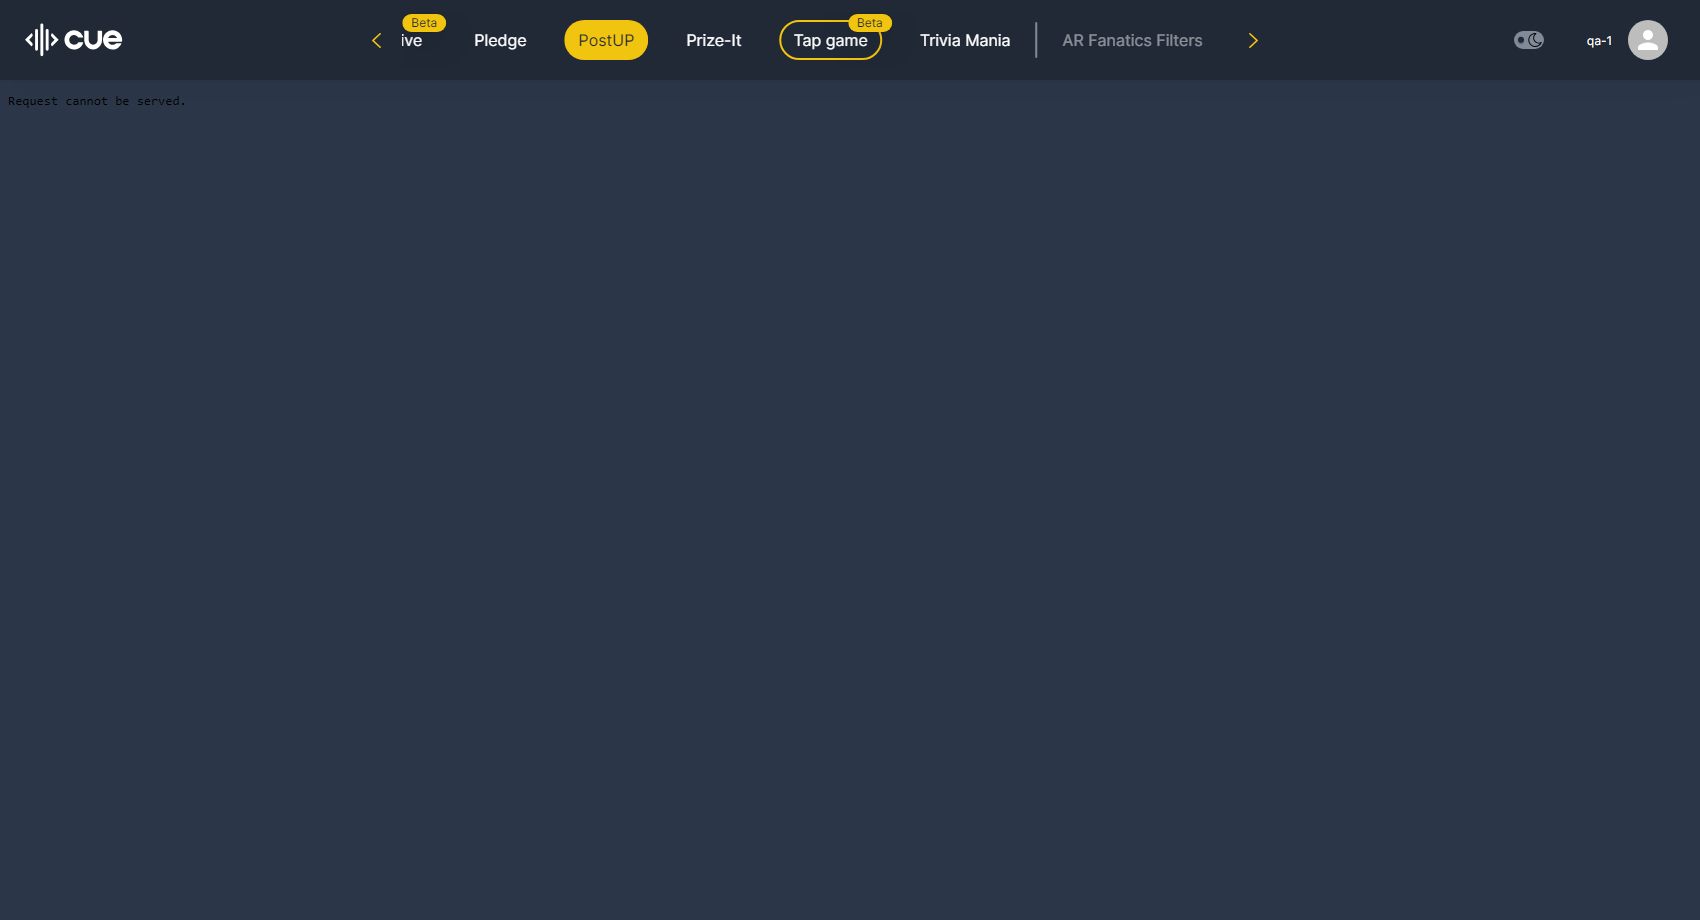 cue
Beta
ive
Pledge
PostUP
Prize-It
Beta
Tap game
Trivia Mania
AR Fanatics Filters
qa-1
Request cannot be served.